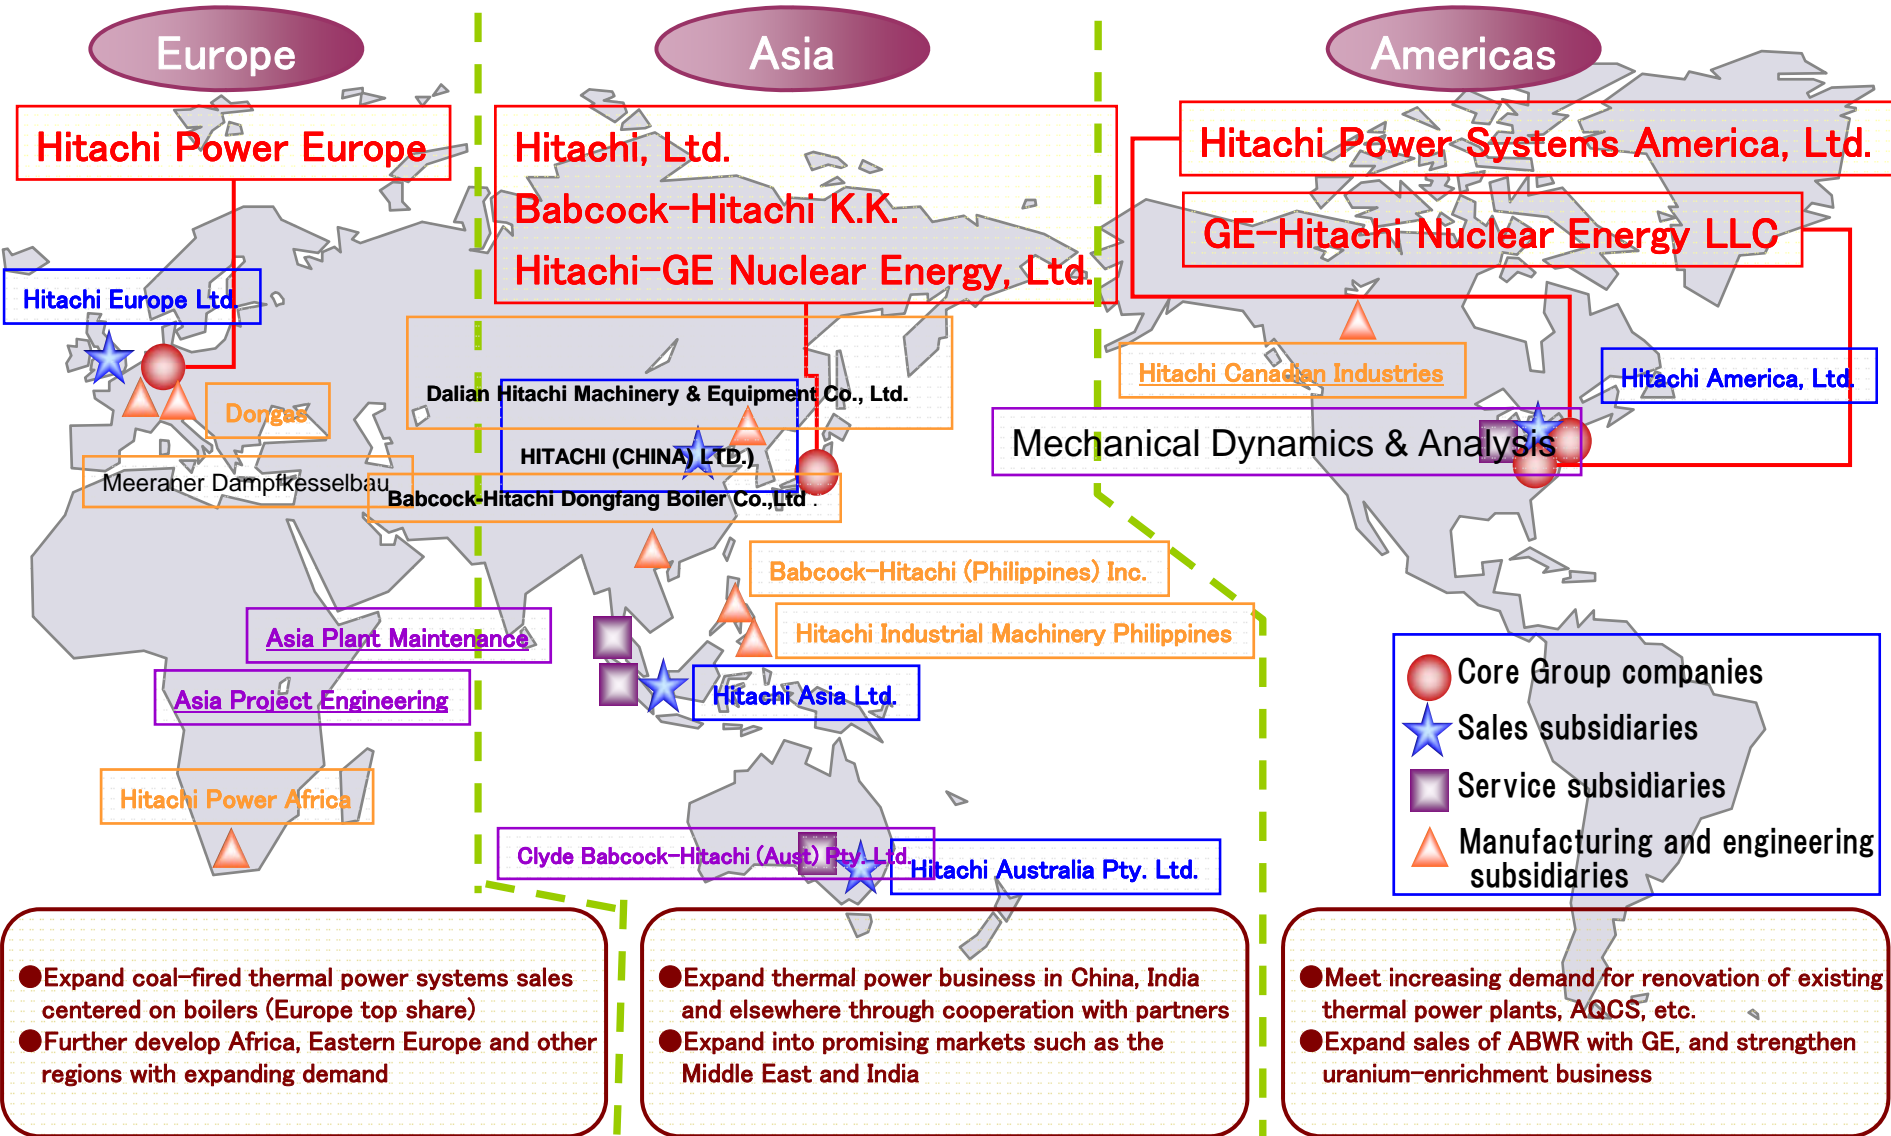 Europe
Asia
Americas
Hitachi Power Europe
Hitachi, Ltd.
Babcock-Hitachi K.K.
Hitachi-GE Nuclear Energy, Ltd.
Hitachi Power Systems America, Ltd.
GE-Hitachi Nuclear Energy LLC
Hitachi Europe Ltd.
Dongas
Meeraner Dampfkesselbau
Dalian Hitachi Machinery & Equipment Co., Ltd.
HITACHI (CHINA) LTD.)
Babcock-Hitachi Dongfang Boiler Co.,Ltd .
Hitachi Canadian Industries
Hitachi America, Ltd.
Mechanical Dynamics & Analysis
Babcock-Hitachi (Philippines) Inc.
Hitachi Industrial Machinery Philippines
Asia Plant Maintenance
Asia Project Engineering
Hitachi Asia Ltd.
Hitachi Power Africa
Clyde Babcock-Hitachi (Aust) Pty. Ltd.
Hitachi Australia Pty. Ltd.
Core Group companies
Sales subsidiaries
Service subsidiaries
Manufacturing and engineering
subsidiaries
●Expand coal-fired thermal power systems sales
centered on boilers (Europe top share)
●Further develop Africa, Eastern Europe and other
regions with expanding demand
●Expand thermal power business in China, India
and elsewhere through cooperation with partners
●Expand into promising markets such as the
Middle East and India
●Meet increasing demand for renovation of existing
thermal power plants, AQCS, etc.
●Expand sales of ABWR with GE, and strengthen
uranium-enrichment business